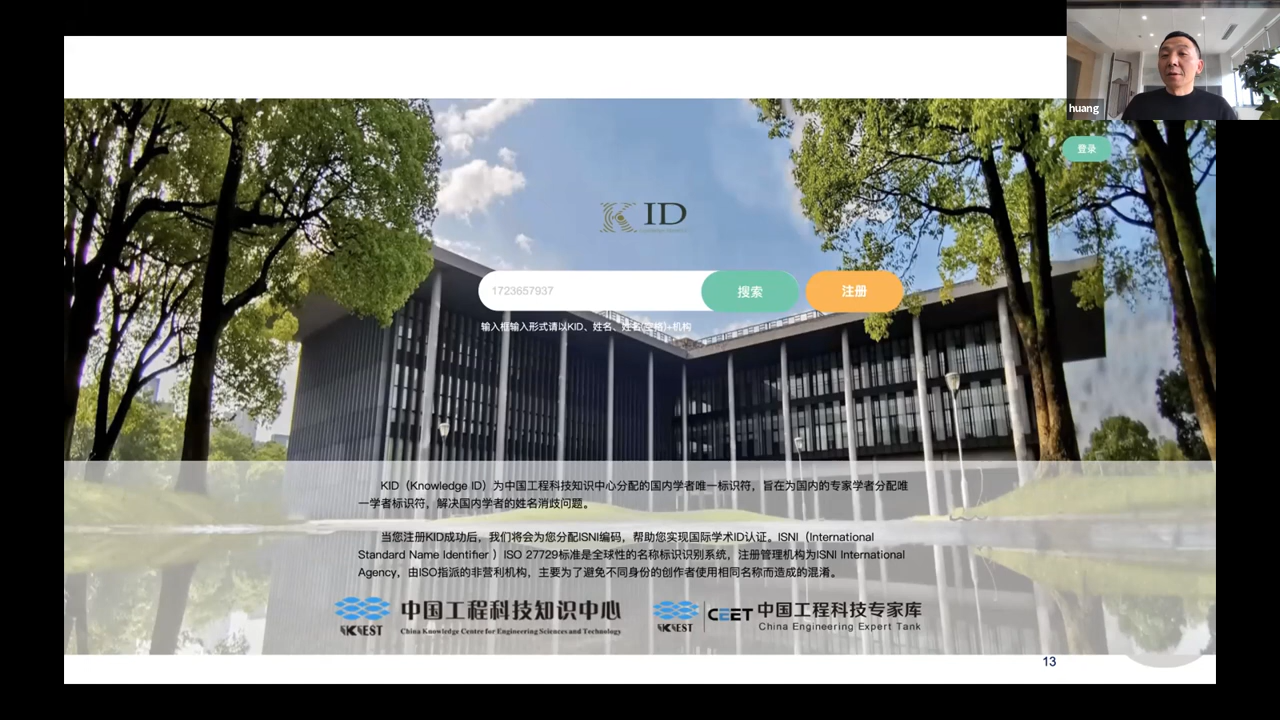 huang
登录
ID
1723657937
搜索
注册
输入框输入形式请以KID、姓名、姓名(空格)+机构
KID（Knowledge ID）为中国工程科技知识中心分配的国内学者唯一标识符，旨在为国内的专家学者分配唯
一学者标识符，解决国内学者的姓名消歧问题。
当您注册KID成功后，我们将会为您分配ISNI编码，帮助您实现国际学术ID认证。ISNI（International
Standard Name Identifier ）ISO 27729标准是全球性的名称标识识别系统，注册管理机构为ISNI International
Agency，由ISO指派的非营利机构，主要为了避免不同身份的创作者使用相同名称而造成的混淆。
中国工程科技知识中心
China Knowledge Centre for Engineering Sciences and Technology
CKCEST
CKCEST
CEET
中国工程科技专家库
China Engineering Expert Tank
13